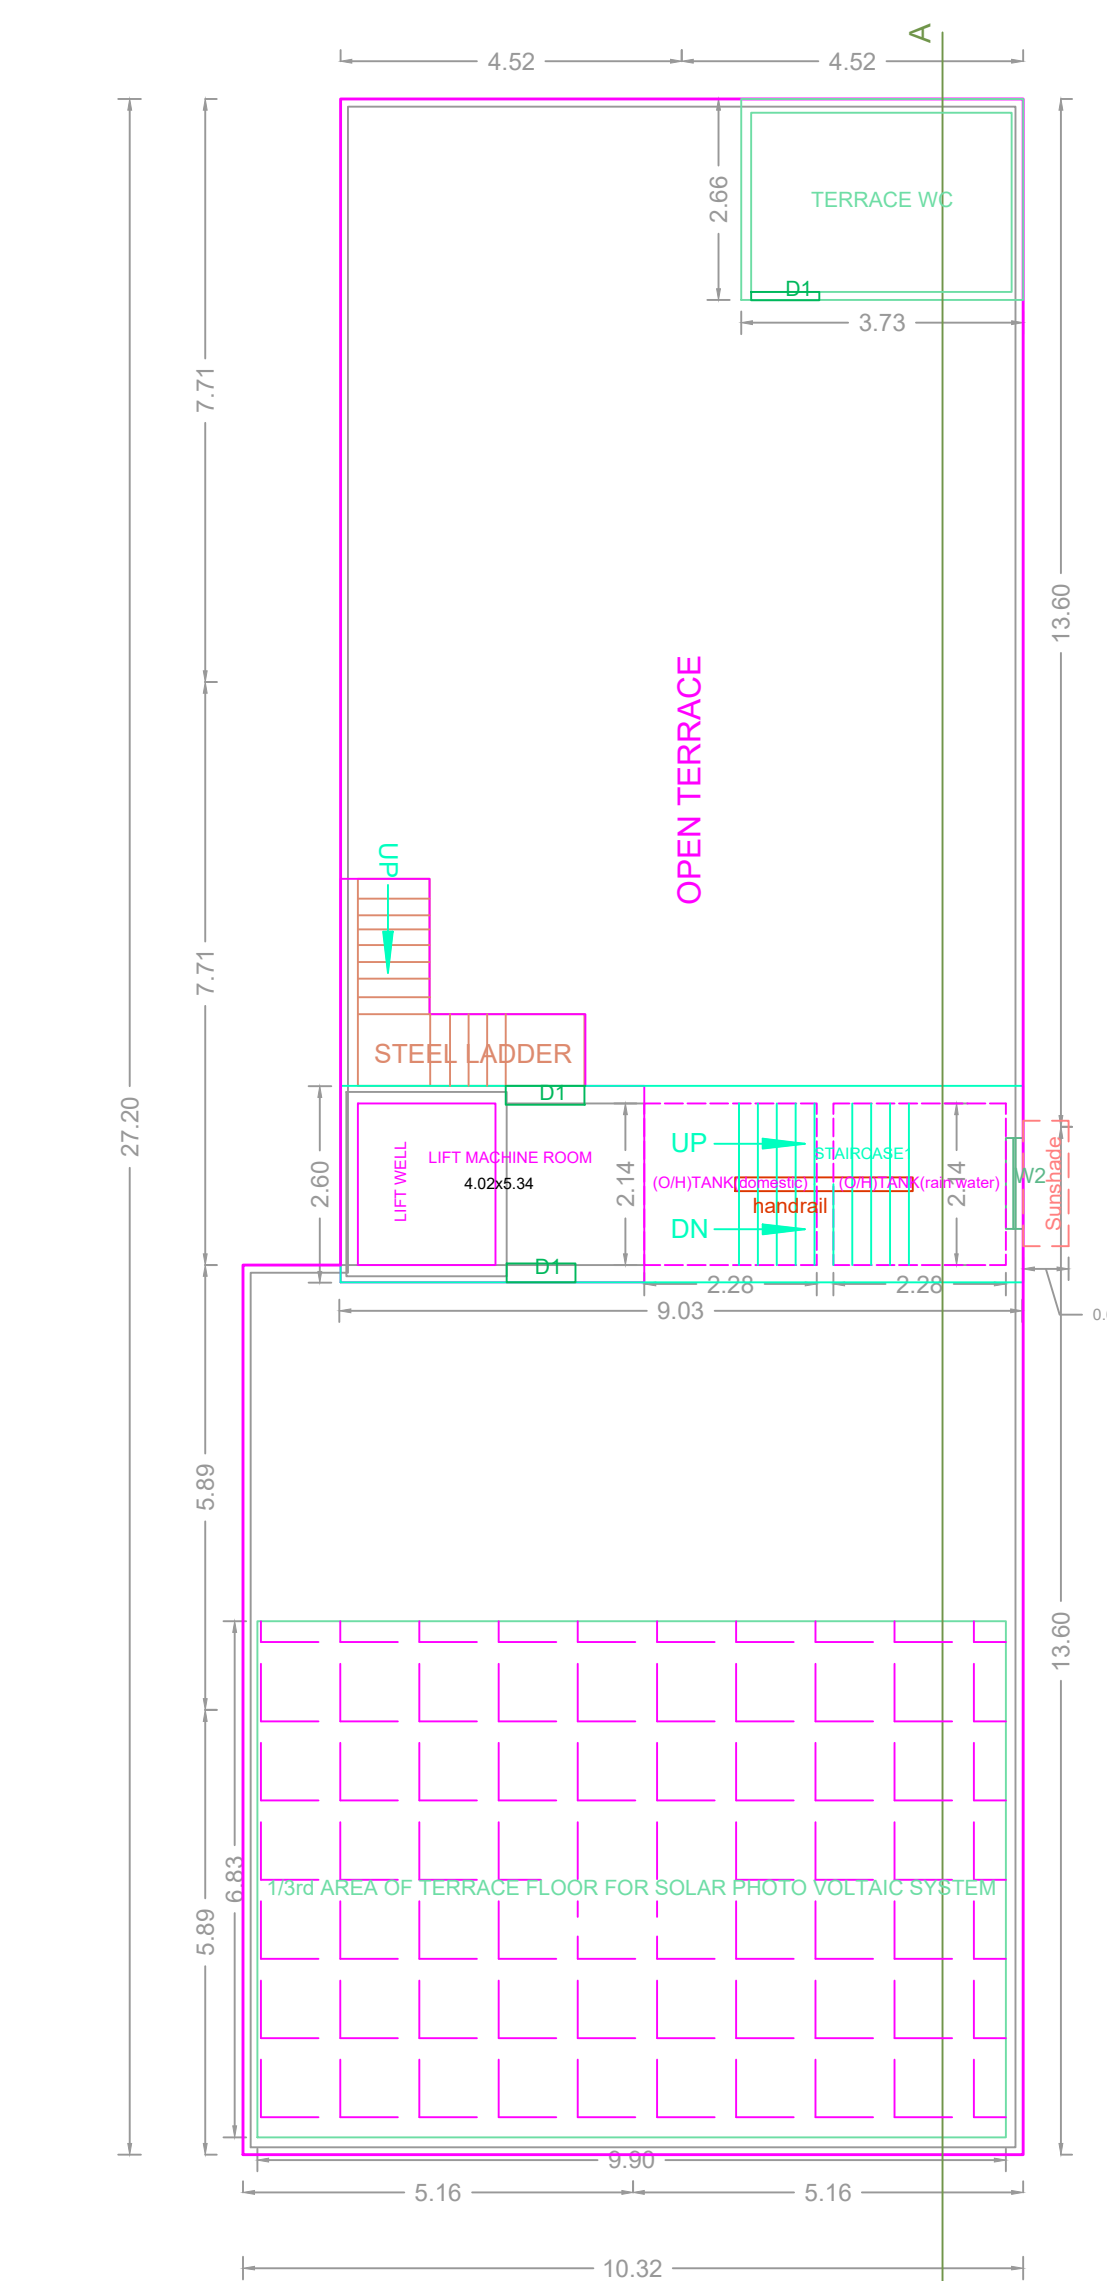 A
4.52
4.52
2.66
TERRACE WC
D1
3.73
7.71
13.60
OPEN TERRACE
UP
7.71
STEEL LADDER
D1
27.20
2.60
LIFT WELL
LIFT MACHINE ROOM
4.02x5.34
2.14
UP
STAIRCASE1
(O/H)TANK(domestic)
(O/H)TANK(rain water)
2.14
W2
Sunshade
handrail
DN
D1
2.28
2.28
9.03
5.89
13.60
6.83
1/3rd AREA OF TERRACE FLOOR FOR SOLAR PHOTO VOLTAIC SYSTEM
5.89
9.90
5.16
5.16
10.32